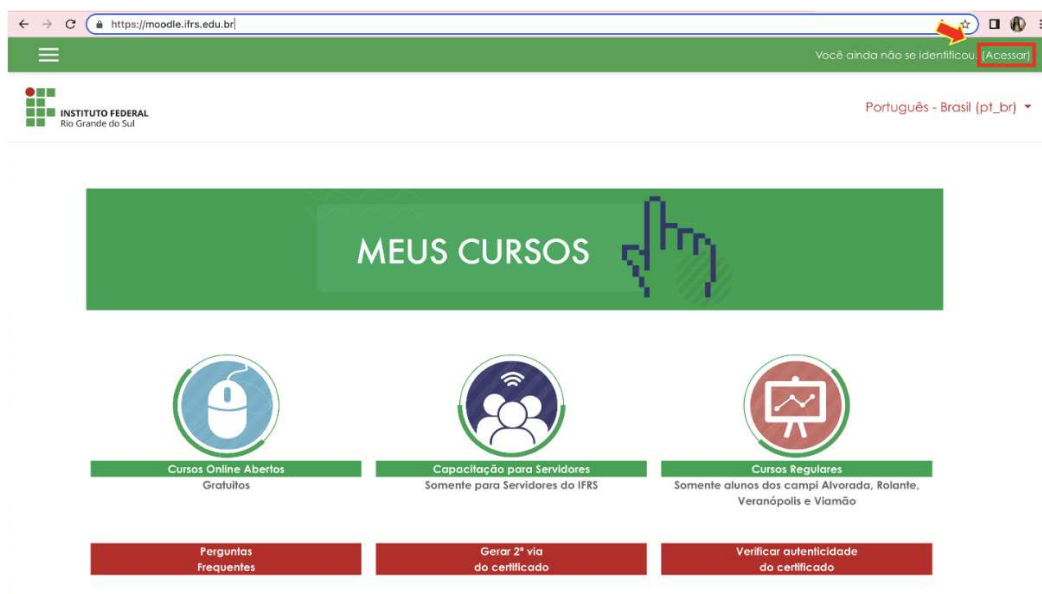 https://moodle.ifrs.edu.br
Você ainda não se identificou. (Acessar)
INSTITUTO FEDERAL
Rio Grande do Sul
Português - Brasil (pt_br)
MEUS CURSOS
Cursos Online Abertos
Gratuitos
Capacitação para Servidores
Somente para Servidores do IFRS
Cursos Regulares
Somente alunos dos campi Alvorada, Rolante,
Veranópolis e Viamão
Perguntas
Frequentes
Gerar 2ª via
do certificado
Verificar autenticidade
do certificado